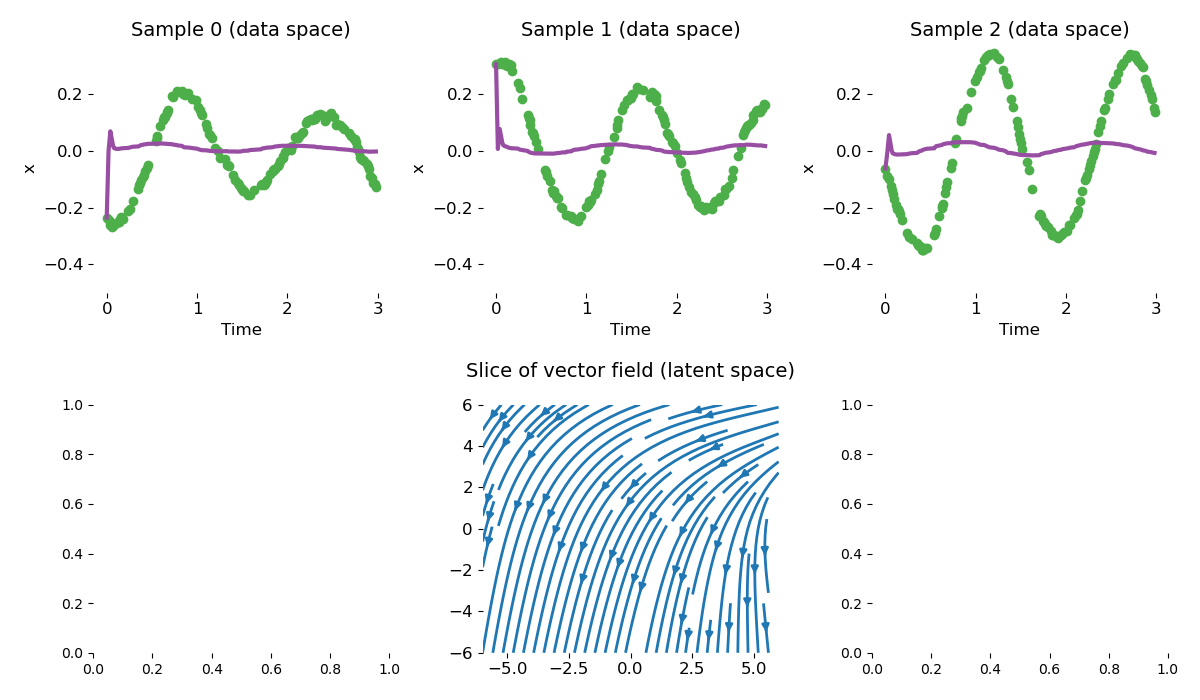 Sample 0 (data space) Sample 1 (data space) Sample 2 (data space)
x
0.2
0.0
−0.2
−0.4
0 1 2 3
Time
x
0.2
0.0
−0.2
−0.4
0 1 2 3
Time
x
0.2
0.0
−0.2
−0.4
0 1 2 3
Time
1.0
0.8
0.6
0.4
0.2
0.0
0.0 0.2 0.4 0.6 0.8 1.0
Slice of vector field (latent space)
6
4
2
0
−2
−4
−6
−5.0 −2.5 0.0 2.5 5.0
1.0
0.8
0.6
0.4
0.2
0.0
0.0 0.2 0.4 0.6 0.8 1.0